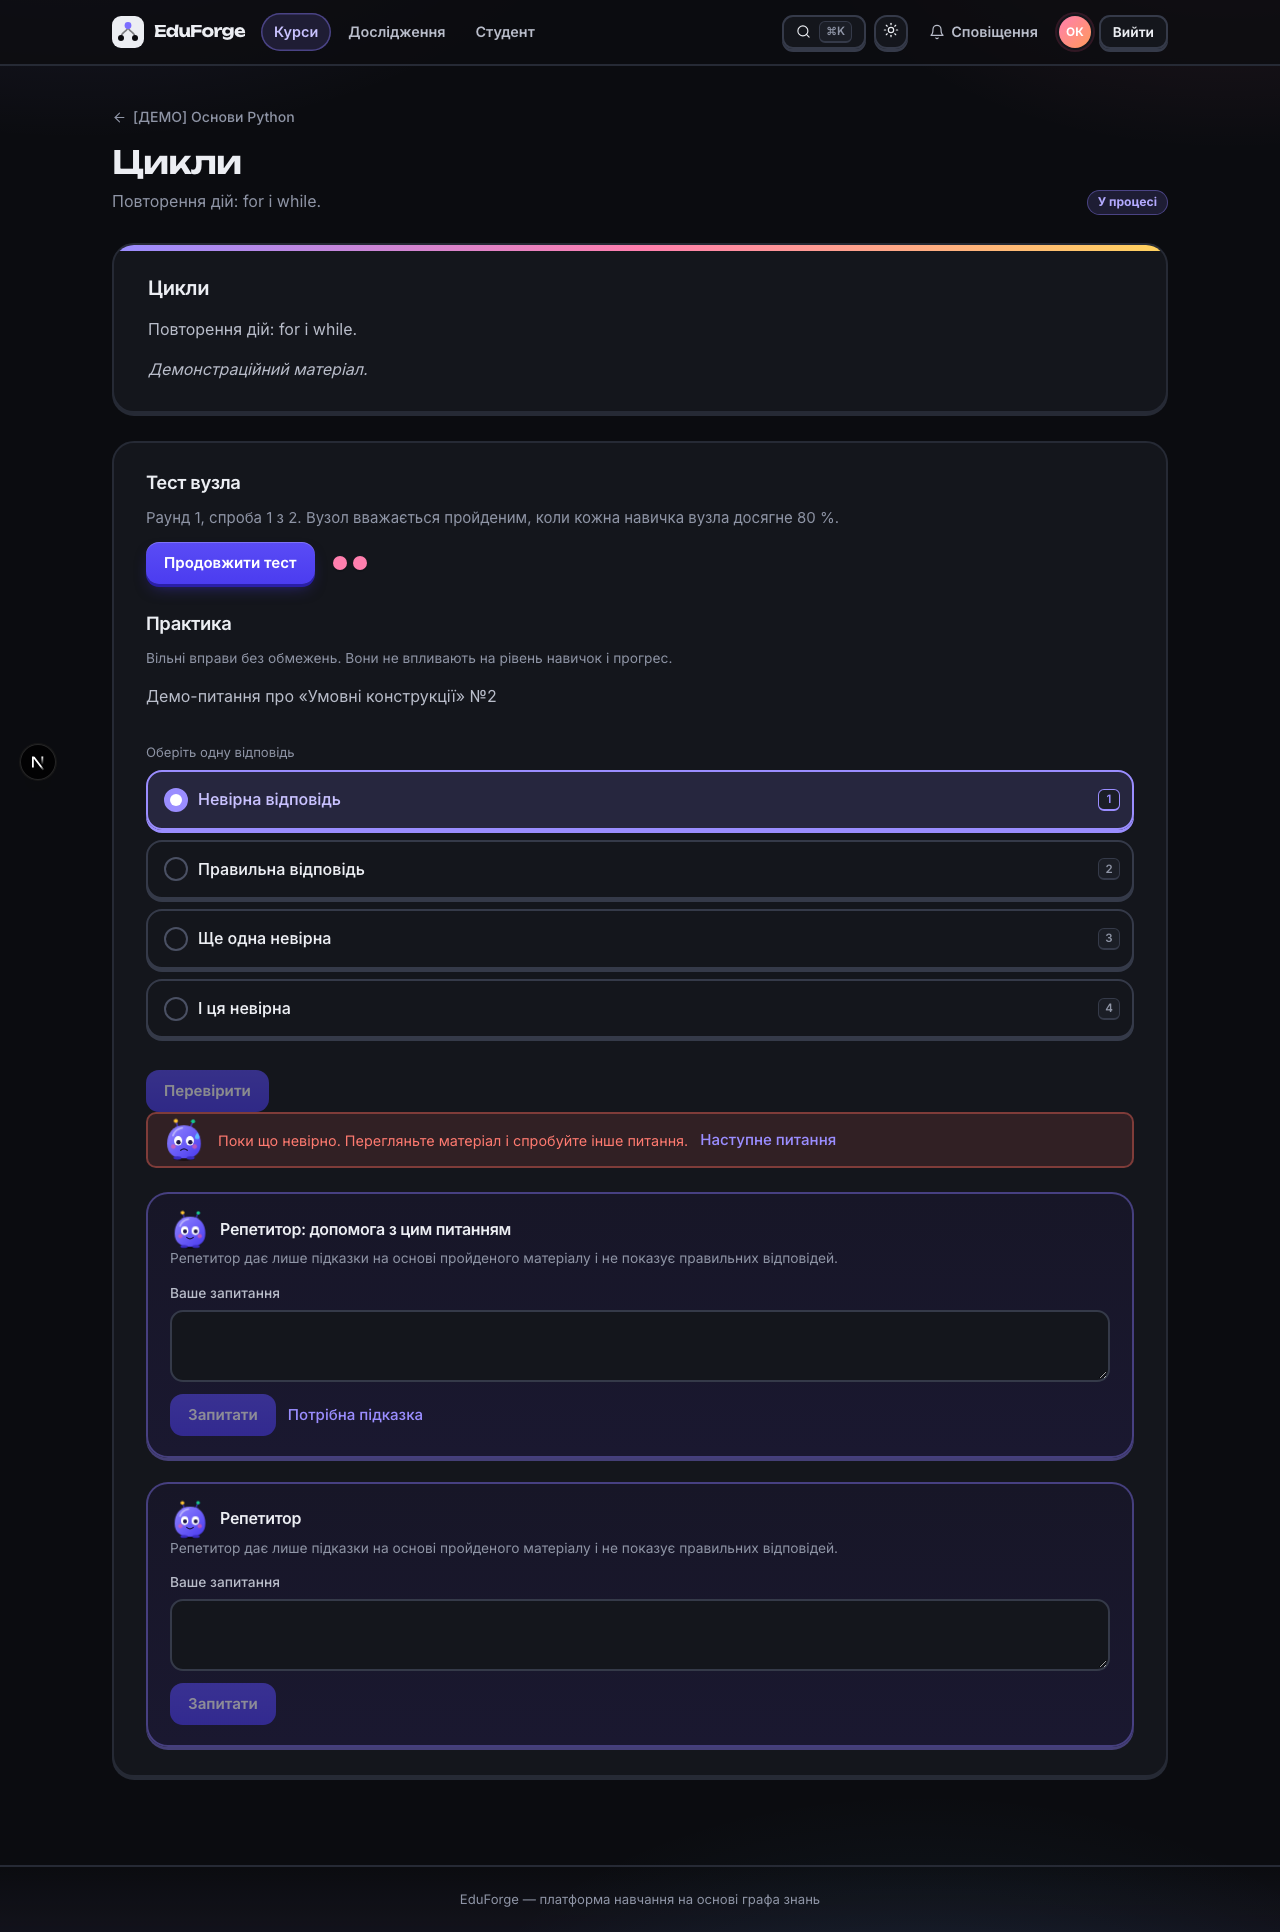 EduForge
Курси
Дослідження
Студент
⌘K
Сповіщення
ОК
Вийти
← [ДЕМО] Основи Python
Цикли
Повторення дій: for і while.
У процесі
Цикли
Повторення дій: for і while.
Демонстраційний матеріал.
Тест вузла
Раунд 1, спроба 1 з 2. Вузол вважається пройденим, коли кожна навичка вузла досягне 80 %.
Продовжити тест
Практика
Вільні вправи без обмежень. Вони не впливають на рівень навичок і прогрес.
Демо-питання про «Умовні конструкції» №2
Оберіть одну відповідь
Невірна відповідь 1
Правильна відповідь 2
Ще одна невірна 3
І ця невірна 4
Перевірити
Поки що невірно. Перегляньте матеріал і спробуйте інше питання. Наступне питання
Репетитор: допомога з цим питанням
Репетитор дає лише підказки на основі пройденого матеріалу і не показує правильних відповідей.
Ваше запитання
Запитати
Потрібна підказка
Репетитор
Репетитор дає лише підказки на основі пройденого матеріалу і не показує правильних відповідей.
Ваше запитання
Запитати
N
EduForge — платформа навчання на основі графа знань